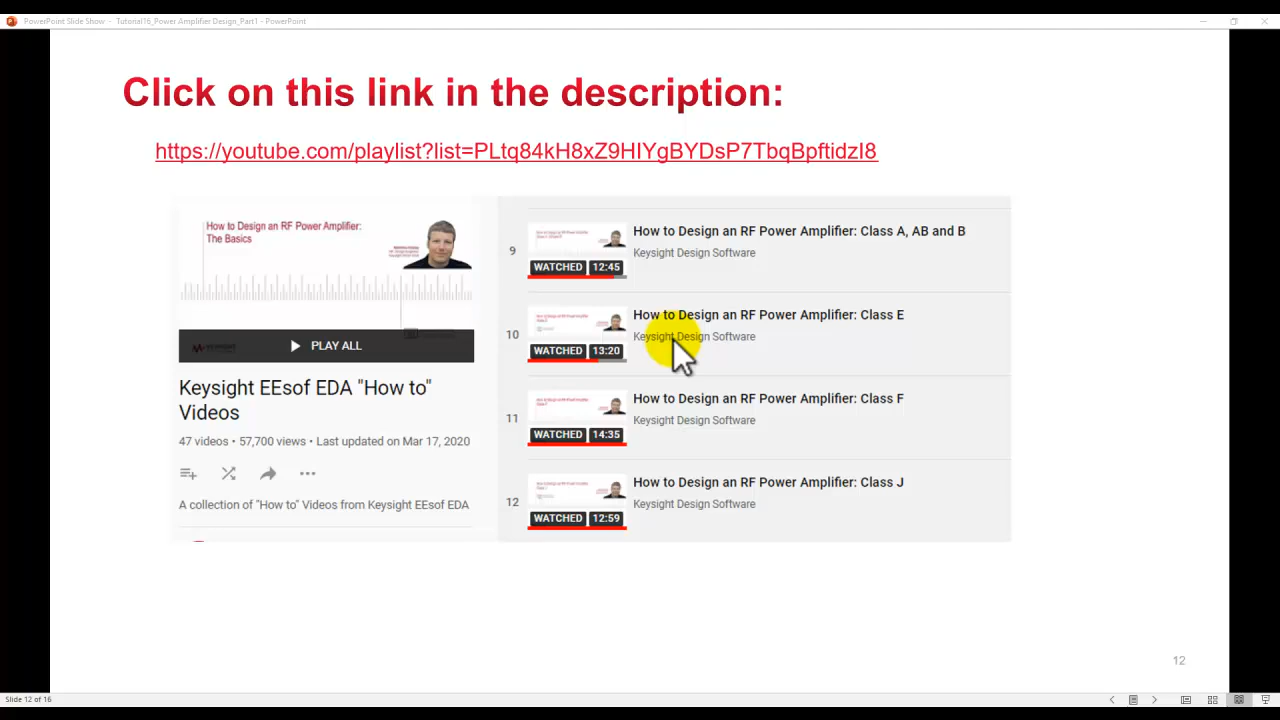 PowerPoint Slide Show - Tutorial16_Power Amplifier Design_Part1 - PowerPoint
Click on this link in the description:
https://youtube.com/playlist?list=PLtq84kH8xZ9HIYgBYDsP7TbqBpftidzI8
How to Design an RF Power Amplifier:
The Basics
PLAY ALL
Keysight EEsof EDA "How to"
Videos
47 videos • 57,700 views • Last updated on Mar 17, 2020
A collection of "How to" Videos from Keysight EEsof EDA
9
WATCHED 12:45
How to Design an RF Power Amplifier: Class A, AB and B
Keysight Design Software
10
WATCHED 13:20
How to Design an RF Power Amplifier: Class E
Keysight Design Software
11
WATCHED 14:35
How to Design an RF Power Amplifier: Class F
Keysight Design Software
12
WATCHED 12:59
How to Design an RF Power Amplifier: Class J
Keysight Design Software
12
Slide 12 of 16